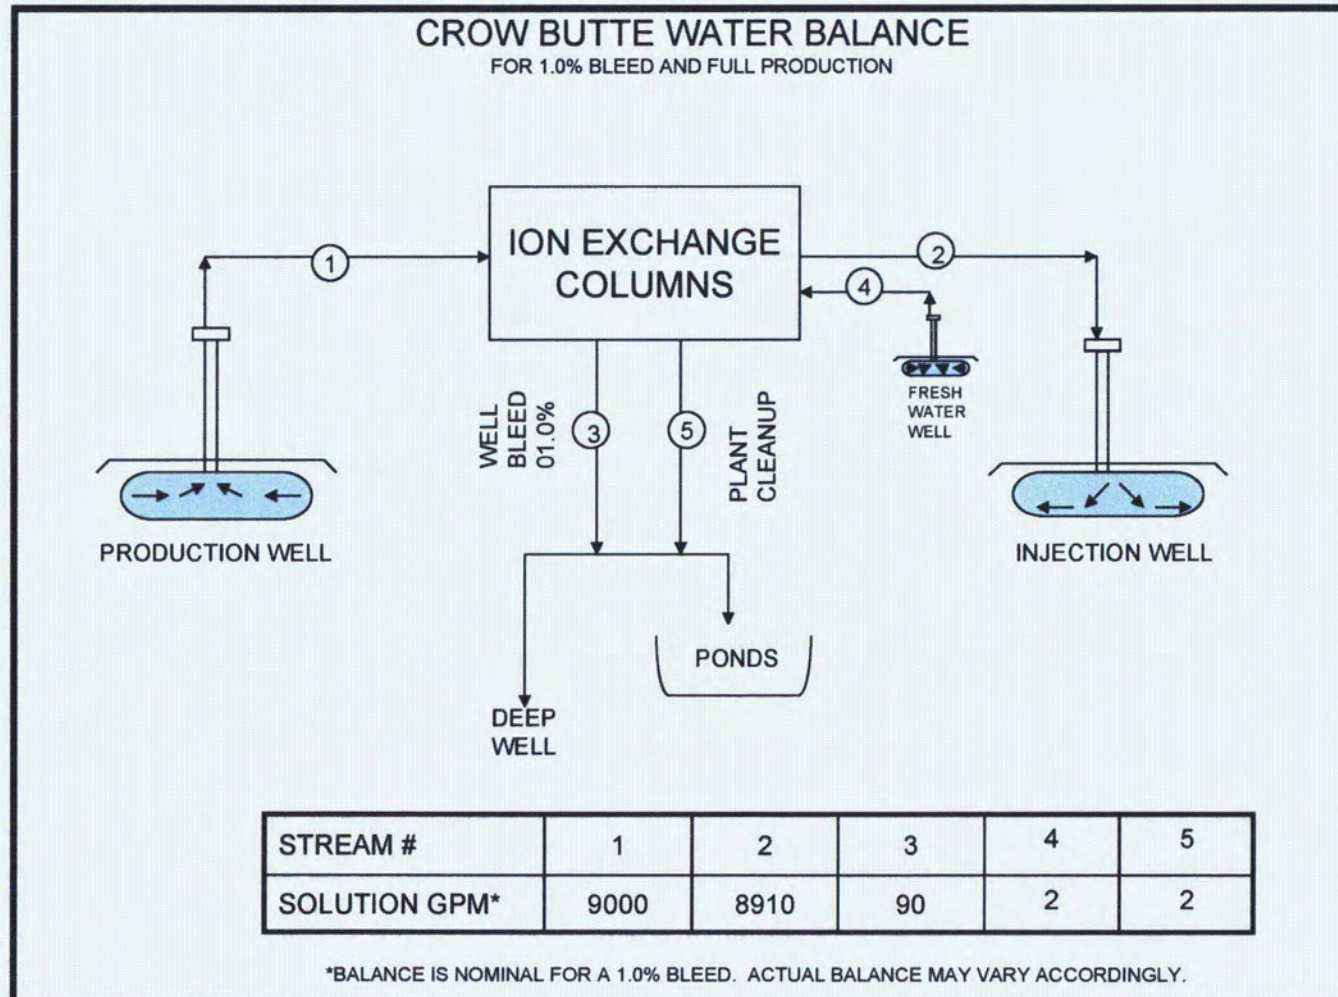 CROW BUTTE WATER BALANCE
FOR 1.0% BLEED AND FULL PRODUCTION
ION EXCHANGE
COLUMNS
1
2
4
FRESH
WATER
WELL
WELL
BLEED
01.0%
3
5
PLANT
CLEANUP
PRODUCTION WELL
INJECTION WELL
PONDS
DEEP
WELL
STREAM # 1 2 3 4 5
SOLUTION GPM* 9000 8910 90 2 2
*BALANCE IS NOMINAL FOR A 1.0% BLEED. ACTUAL BALANCE MAY VARY ACCORDINGLY.